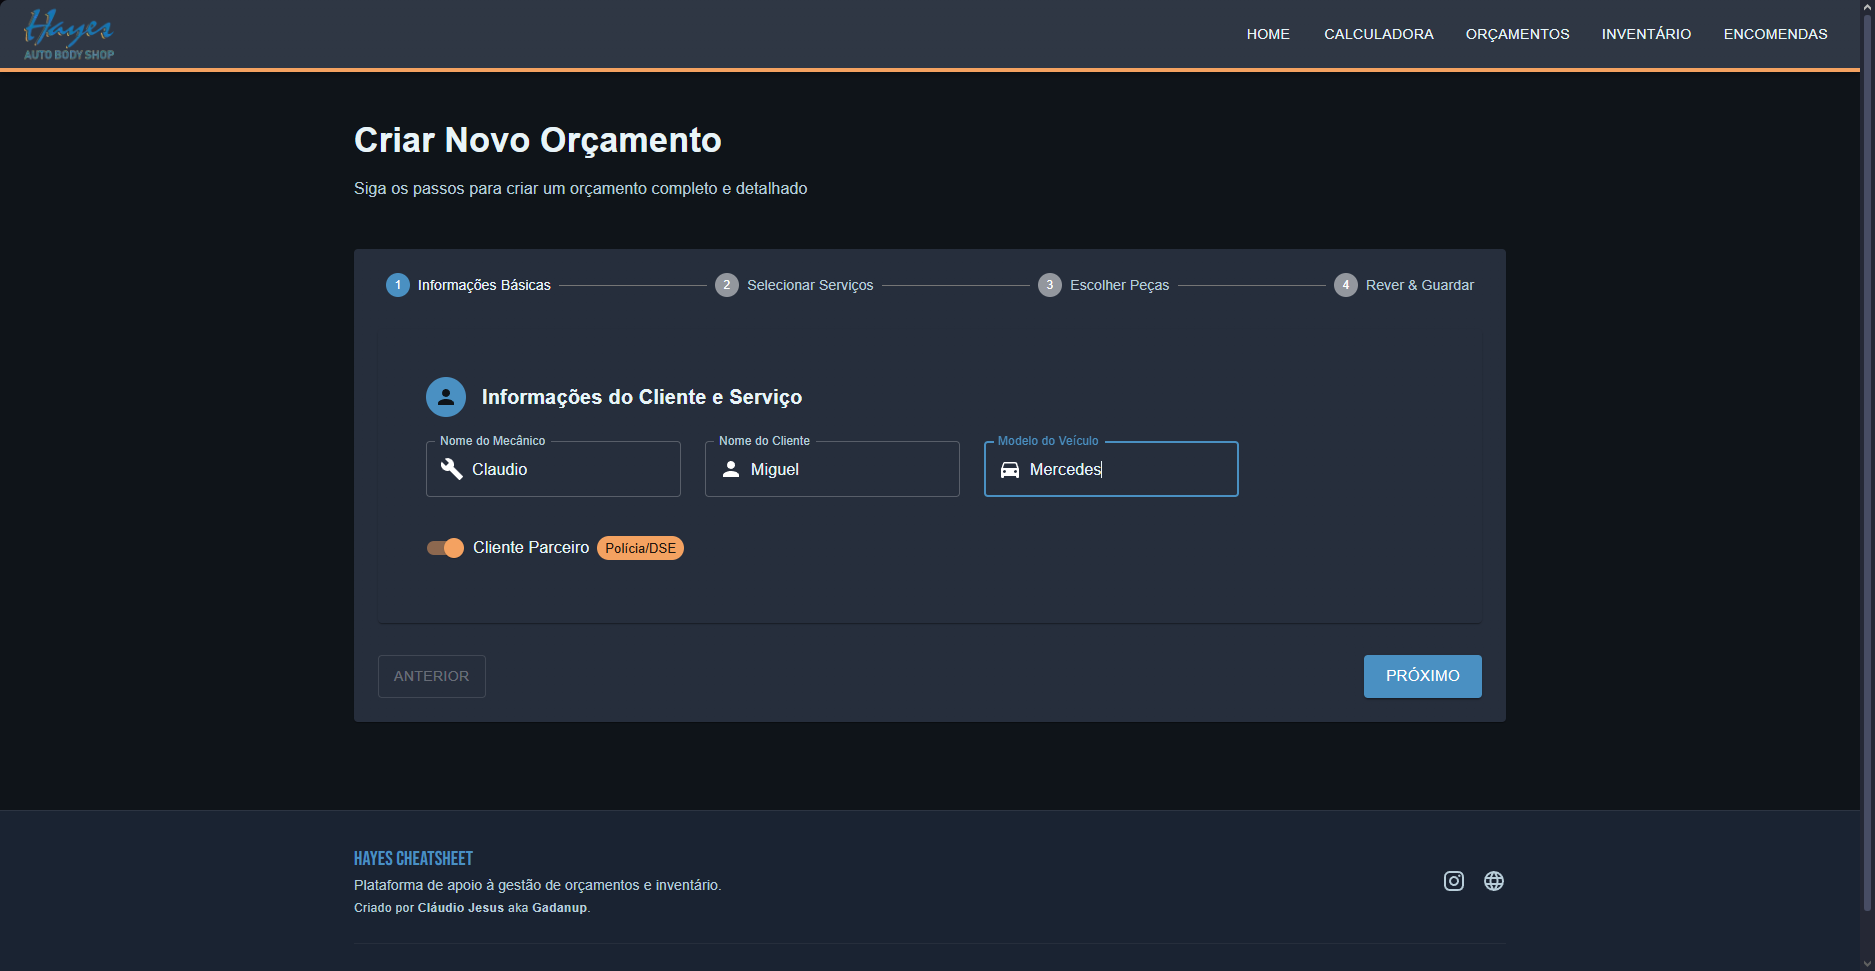 Hayes
AUTO BODY SHOP
HOME CALCULADORA ORÇAMENTOS INVENTÁRIO ENCOMENDAS
Criar Novo Orçamento
Siga os passos para criar um orçamento completo e detalhado
1 Informações Básicas 2 Selecionar Serviços 3 Escolher Peças 4 Rever & Guardar
Informações do Cliente e Serviço
Nome do Mecânico Nome do Cliente Modelo do Veículo
Claudio Miguel Mercedes
Cliente Parceiro Polícia/DSE
ANTERIOR PRÓXIMO
HAYES CHEATSHEET
Plataforma de apoio à gestão de orçamentos e inventário.
Criado por Cláudio Jesus aka Gadanup.